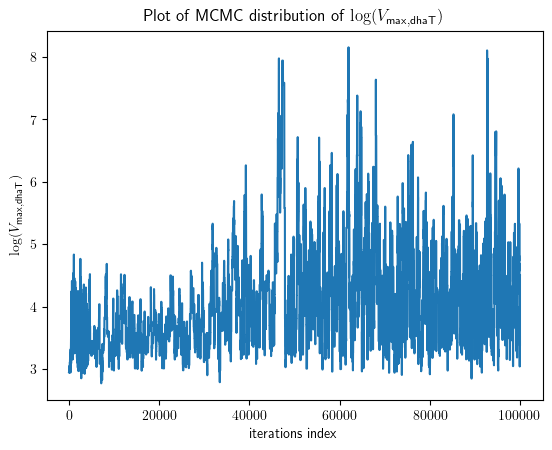 Plot of MCMC distribution of log(V_max,dhaT)
8
7
6
5
4
3
log(V_max,dhaT)
0 20000 40000 60000 80000 100000
iterations index